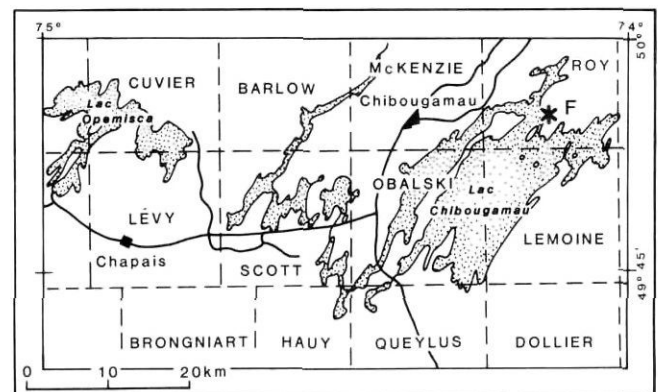 75°
74°
50°
CUVIER
BARLOW
McKENZIE
ROY
Chibougamau
F
Lac
Opemisca
OBALSKI
Lac
Chibougamau
LÉVY
LEMOINE
Chapais
SCOTT
49°45'
BRONGNIART
HAUY
QUEYLUS
DOLLIER
0 10 20km